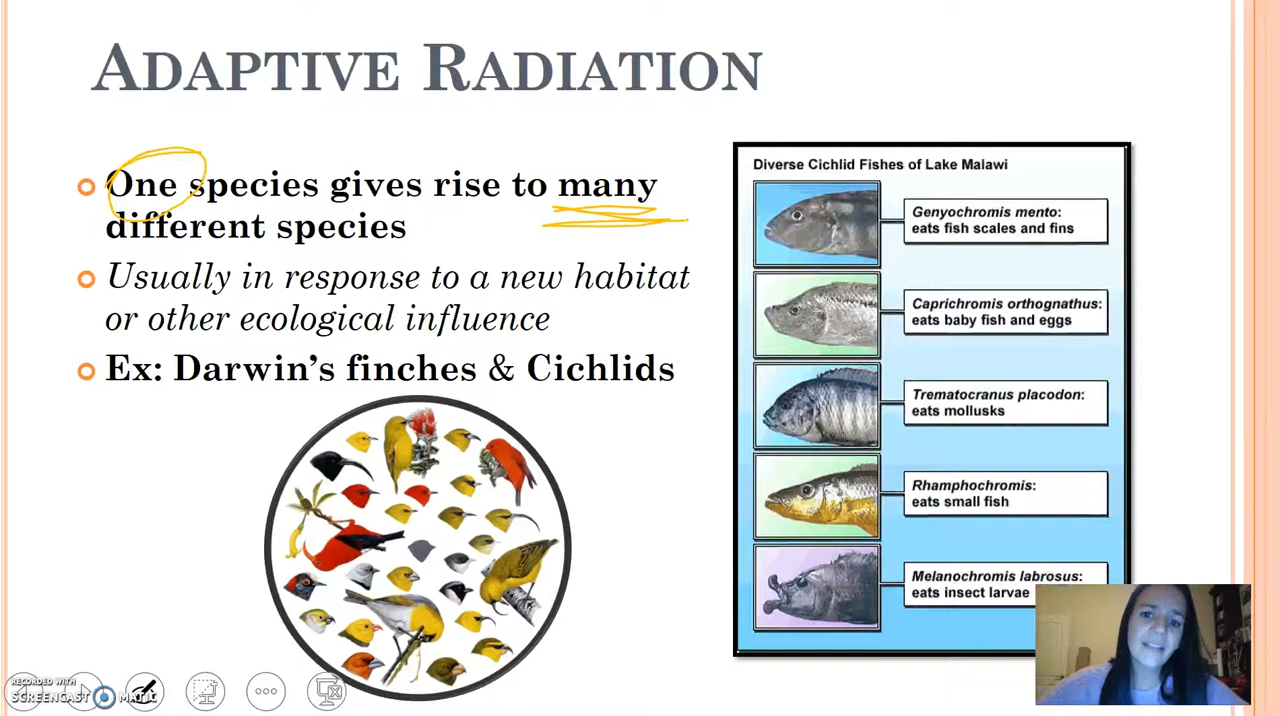 ADAPTIVE RADIATION
One species gives rise to many
different species
Usually in response to a new habitat
or other ecological influence
Ex: Darwin's finches & Cichlids
Diverse Cichlid Fishes of Lake Malawi
Genyochromis mento:
eats fish scales and fins
Caprichromis orthognathus:
eats baby fish and eggs
Trematocranus placodon:
eats mollusks
Rhamphochromis:
eats small fish
Melanochromis labrosus:
eats insect larvae
RECORDED WITH
SCREENCAST MATIC